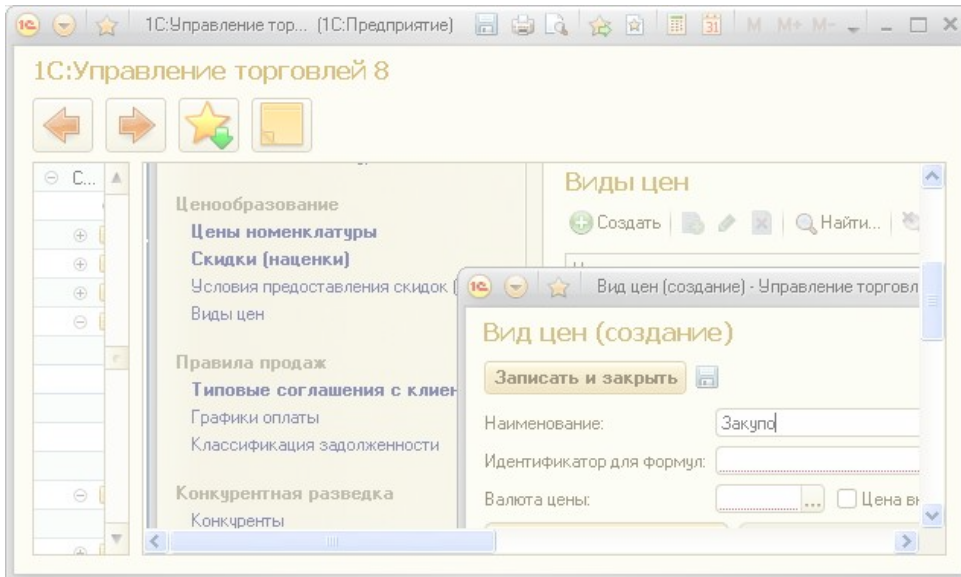 1С:Управление тор... (1С:Предприятие)
M M+ M-
1С:Управление торговлей 8
С...
Ценообразование
Цены номенклатуры
Скидки (наценки)
Условия предоставления скидок (
Виды цен
Правила продаж
Типовые соглашения с клиен
Графики оплаты
Классификация задолженности
Конкурентная разведка
Конкуренты
Виды цен
Создать
Найти...
Вид цен (создание) - Управление торговл
Вид цен (создание)
Записать и закрыть
Наименование: Закупо
Идентификатор для формул:
Валюта цены: ... Цена вк